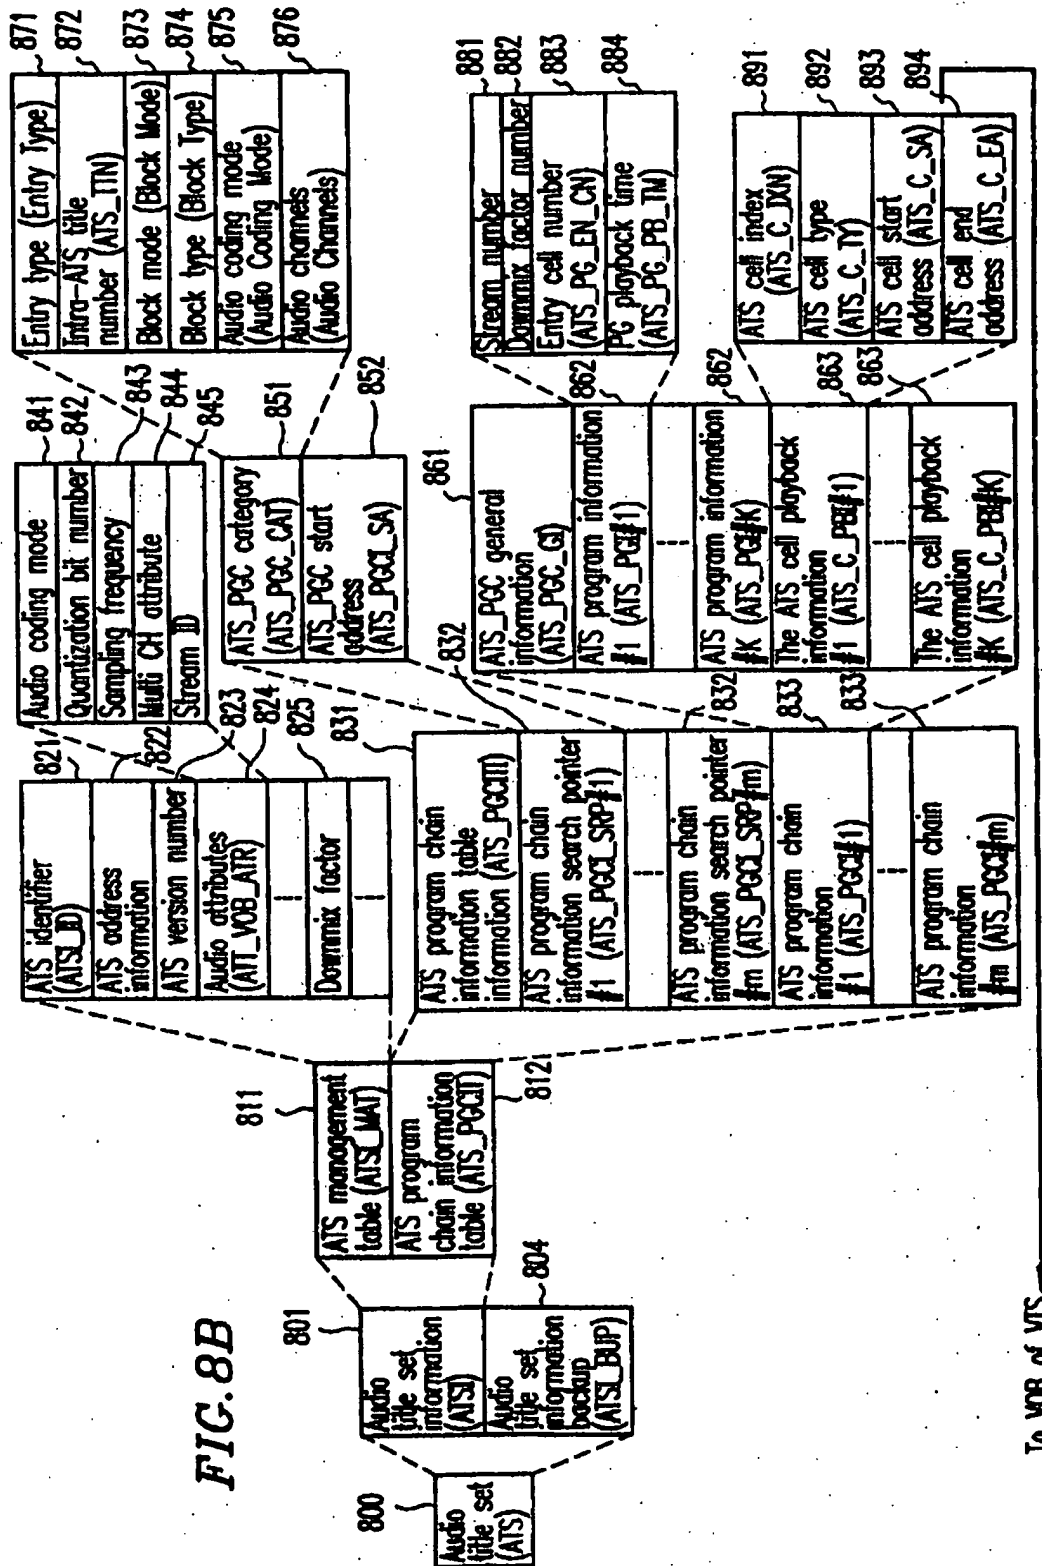 FIG.8B
800
Audio
title set
(ATS)
801
Audio
title set
information
(ATSI)
Audio
title set
information
backup
(ATSI_BUP)
804
811
ATS management
table (ATSI_MAT)
ATS program
chain information
table (ATS_PGCIT)
812
ATS identifier
(ATSI_ID)
821
ATS address
information
822
ATS version number
823
Audio attributes
(ATT_VOB_ATR)
824
Downmix factor
825
831
ATS program chain
information table
information (ATS_PGCITI)
832
ATS program chain
information search pointer
#1 (ATS_PGCI_SRP#1)
ATS program chain
information search pointer
#m (ATS_PGCI_SRP#m)
832
ATS program chain
information
#1 (ATS_PGCI#1)
833
ATS program chain
information
#m (ATS_PGCI#m)
833
Audio coding mode
841
Quantization bit number
842
Sampling frequency
843
Multi CH attribute
844
Stream ID
845
ATS_PGC category
(ATS_PGC_CAT)
851
ATS_PGC start
address
(ATS_PGCI_SA)
852
861
ATS_PGC general
information
(ATS_PGC_GI)
ATS program information
#1 (ATS_PGI#1)
862
ATS program information
#K (ATS_PGI#K)
862
The ATS cell playback
information
#1 (ATS_C_PBI#1)
863
The ATS cell playback
information
#K (ATS_C_PBI#K)
863
Entry type (Entry Type)
871
Intra-ATS title
number (ATS_TTN)
872
Block mode (Block Mode)
873
Block type (Block Type)
874
Audio coding mode
(Audio Coding Mode)
875
Audio channels
(Audio Channels)
876
Stream number
881
Downmix factor number
882
Entry cell number
(ATS_PG_EN_CN)
883
PG playback time
(ATS_PG_PB_TM)
884
ATS cell index
(ATS_C_IXN)
891
ATS cell type
(ATS_C_TY)
892
ATS cell start
address (ATS_C_SA)
893
ATS cell end
address (ATS_C_EA)
894
To VOB of VTS